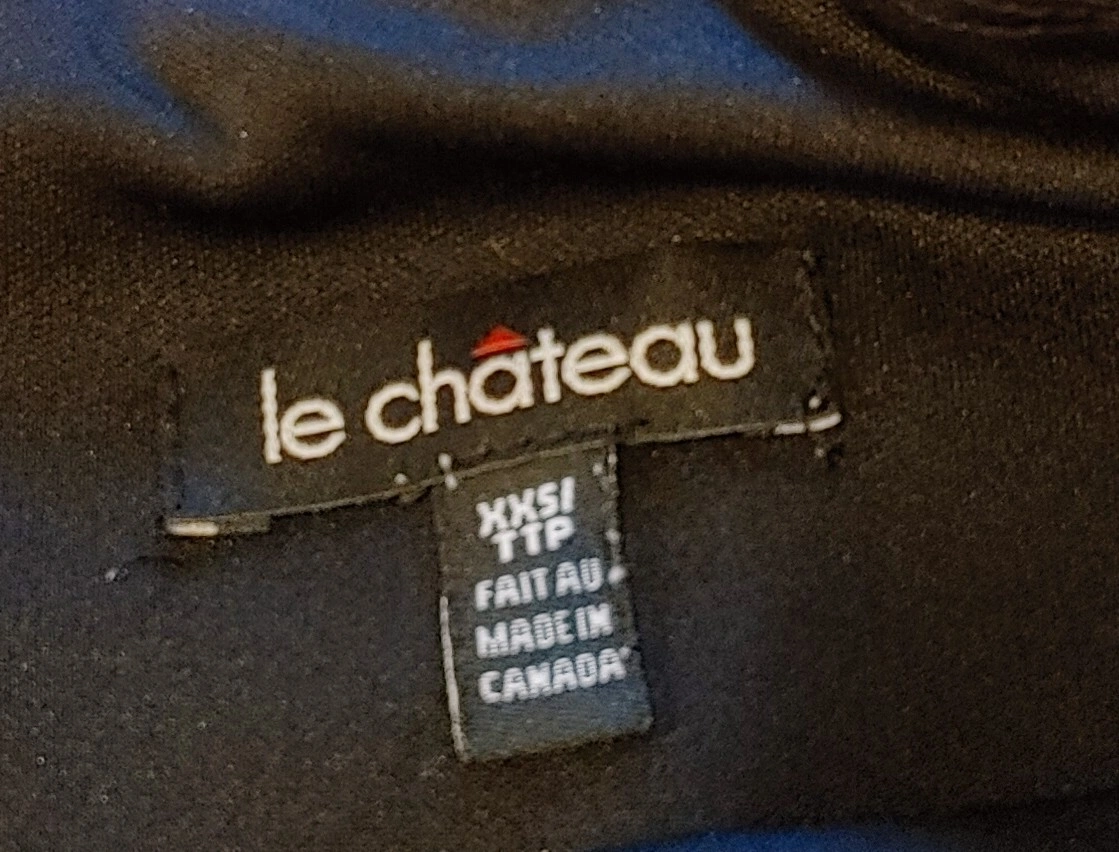 le château
XXS/
TTP
FAIT AU
MADE IN
CANADA